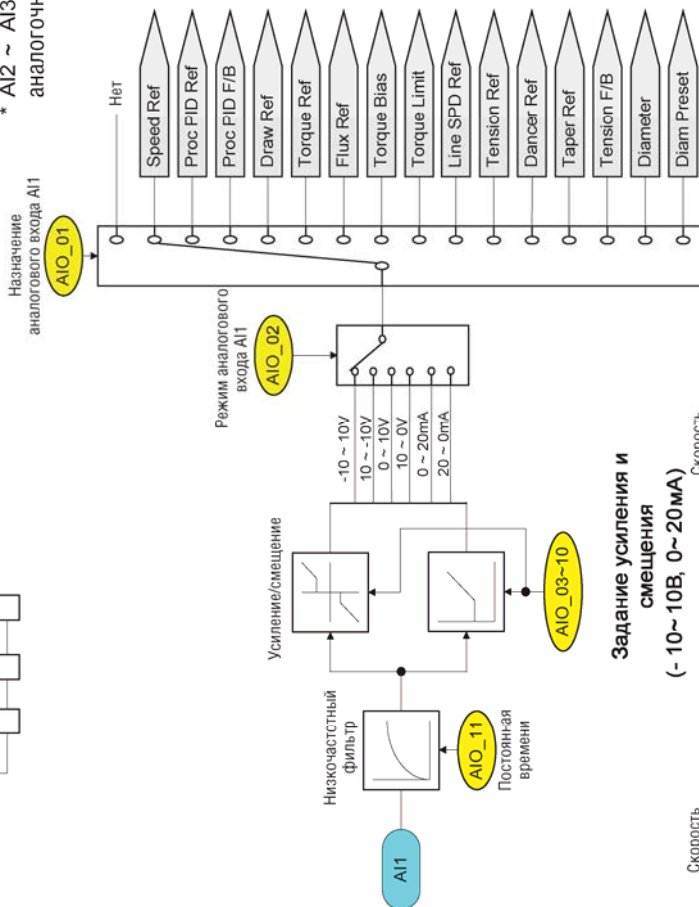 * AI2 ~ AI3
Назначение
аналогового входа AI1
AIO_01
Нет
Speed Ref
Proc PID Ref
Proc PID F/B
Draw Ref
Torque Ref
Flux Ref
Torque Bias
Torque Limit
Line SPD Ref
Tension Ref
Dancer Ref
Taper Ref
Tension F/B
Diameter
Diam Preset
Режим аналогового
входа AI1
AIO_02
-10 ~ 10V
10 ~ -10V
0 ~ 10V
10 ~ 0V
0 ~ 20mA
20 ~ 0mA
Усиление/смещение
AIO_03~10
Низкочастотный
фильтр
AIO_11
Постоянная
времени
AI1
Задание усиления и
смещения
(- 10~ 10В, 0~ 20мА)
Скорость
Скорость